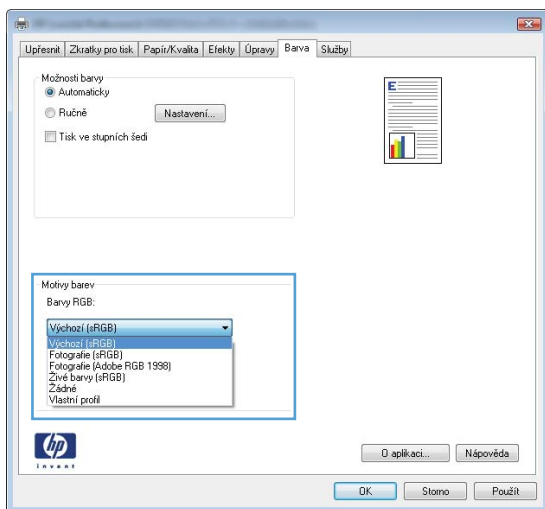 Upřesnit Zkratky pro tisk Papír/Kvalita Efekty Úpravy Barva Služby
Možnosti barvy
Automaticky
Ručně Nastavení...
Tisk ve stupních šedi
E
Motivy barev
Barvy RGB:
Výchozí (sRGB)
Výchozí (sRGB)
Fotografie (sRGB)
Fotografie (Adobe RGB 1998)
Živé barvy (sRGB)
Žádné
Vlastní profil
hp
invent
O aplikaci... Nápověda
OK Storno Použít